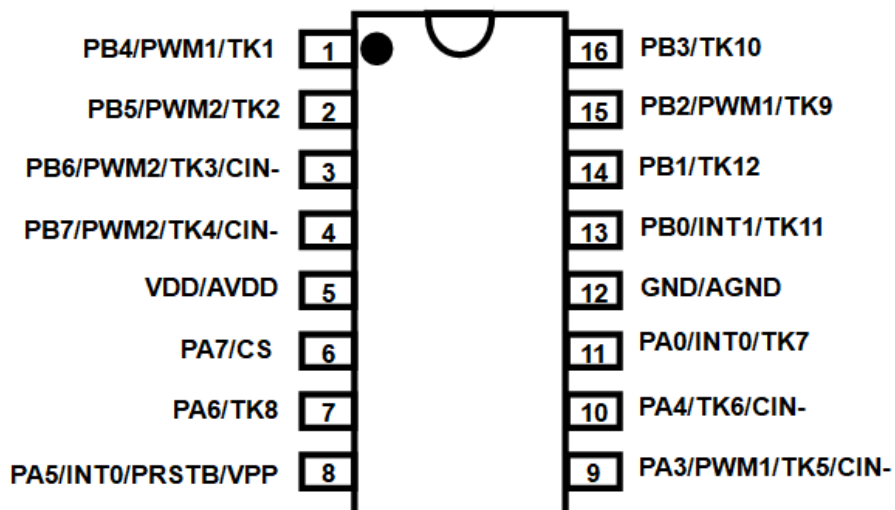 PB4/PWM1/TK1 1 16 PB3/TK10
PB5/PWM2/TK2 2 15 PB2/PWM1/TK9
PB6/PWM2/TK3/CIN- 3 14 PB1/TK12
PB7/PWM2/TK4/CIN- 4 13 PB0/INT1/TK11
VDD/AVDD 5 12 GND/AGND
PA7/CS 6 11 PA0/INT0/TK7
PA6/TK8 7 10 PA4/TK6/CIN-
PA5/INT0/PRSTB/VPP 8 9 PA3/PWM1/TK5/CIN-